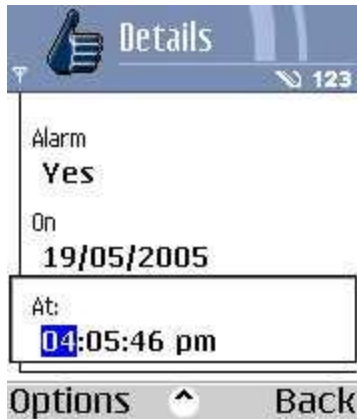 Details
123
Alarm
Yes
On
19/05/2005
At:
04:05:46 pm
Options Back